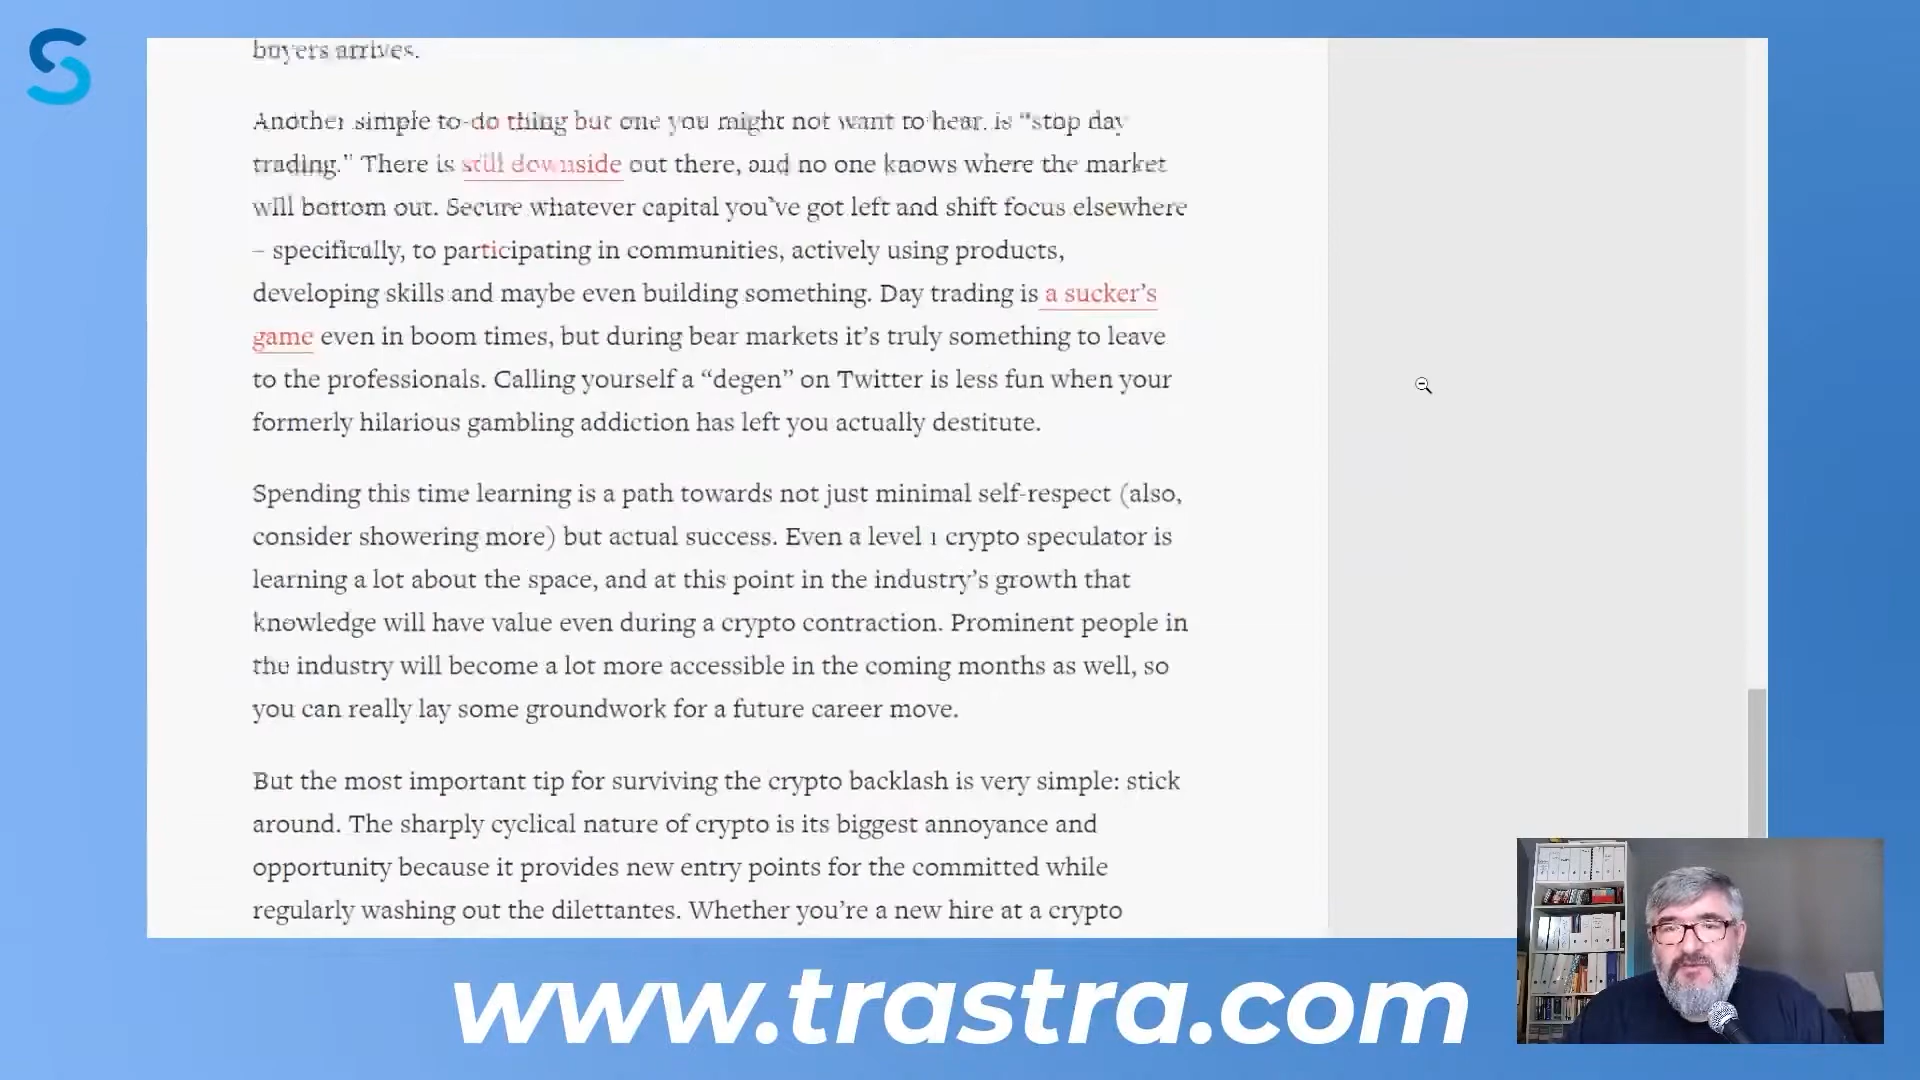 buyers arrives.
Another simple to-do thing but one you might not want to hear, is “stop day
trading.” There is still downside out there, and no one knows where the market
will bottom out. Secure whatever capital you’ve got left and shift focus elsewhere
– specifically, to participating in communities, actively using products,
developing skills and maybe even building something. Day trading is a sucker’s
game even in boom times, but during bear markets it’s truly something to leave
to the professionals. Calling yourself a “degen” on Twitter is less fun when your
formerly hilarious gambling addiction has left you actually destitute.
Spending this time learning is a path towards not just minimal self-respect (also,
consider showering more) but actual success. Even a level 1 crypto speculator is
learning a lot about the space, and at this point in the industry’s growth that
knowledge will have value even during a crypto contraction. Prominent people in
the industry will become a lot more accessible in the coming months as well, so
you can really lay some groundwork for a future career move.
But the most important tip for surviving the crypto backlash is very simple: stick
around. The sharply cyclical nature of crypto is its biggest annoyance and
opportunity because it provides new entry points for the committed while
regularly washing out the dilettantes. Whether you’re a new hire at a crypto
www.trastra.com